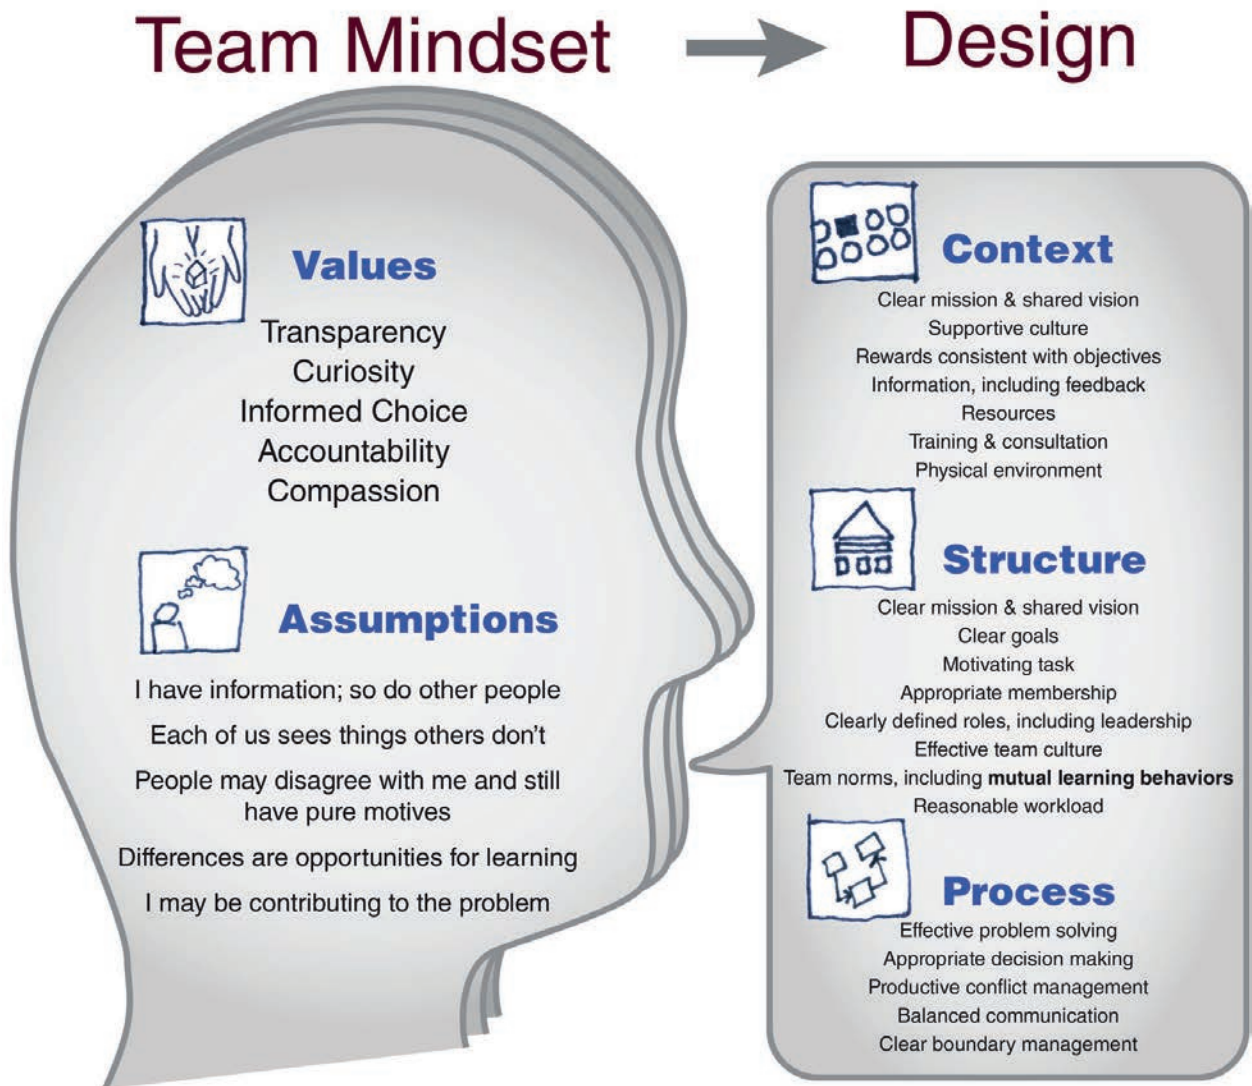 Team Mindset
Design
Values
Transparency
Curiosity
Informed Choice
Accountability
Compassion
Assumptions
I have information; so do other people
Each of us sees things others don’t
People may disagree with me and still
have pure motives
Differences are opportunities for learning
I may be contributing to the problem
Context
Clear mission & shared vision
Supportive culture
Rewards consistent with objectives
Information, including feedback
Resources
Training & consultation
Physical environment
Structure
Clear mission & shared vision
Clear goals
Motivating task
Appropriate membership
Clearly defined roles, including leadership
Effective team culture
Team norms, including mutual learning behaviors
Reasonable workload
Process
Effective problem solving
Appropriate decision making
Productive conflict management
Balanced communication
Clear boundary management